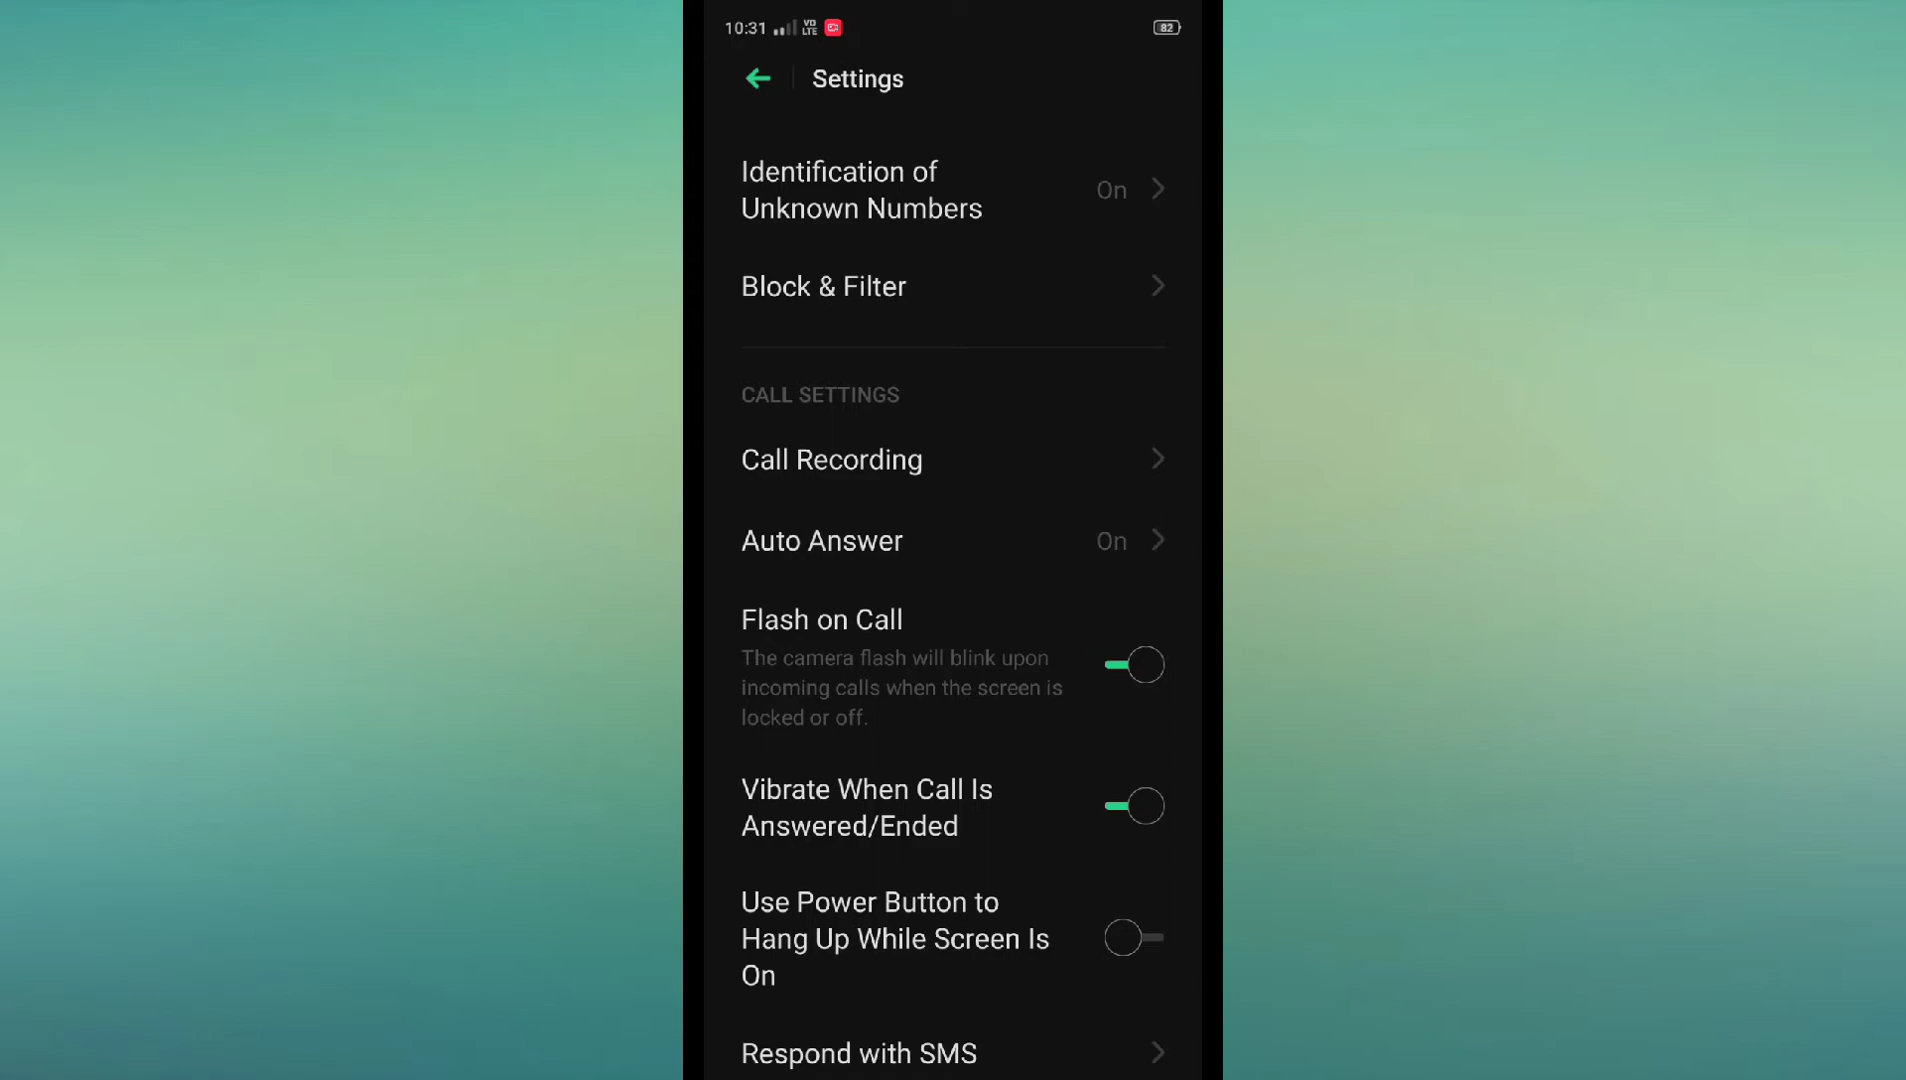 10:31 VO LTE 82
Settings
Identification of
Unknown Numbers
On
Block & Filter
CALL SETTINGS
Call Recording
Auto Answer On
Flash on Call
The camera flash will blink upon
incoming calls when the screen is
locked or off.
Vibrate When Call Is
Answered/Ended
Use Power Button to
Hang Up While Screen Is
On
Respond with SMS